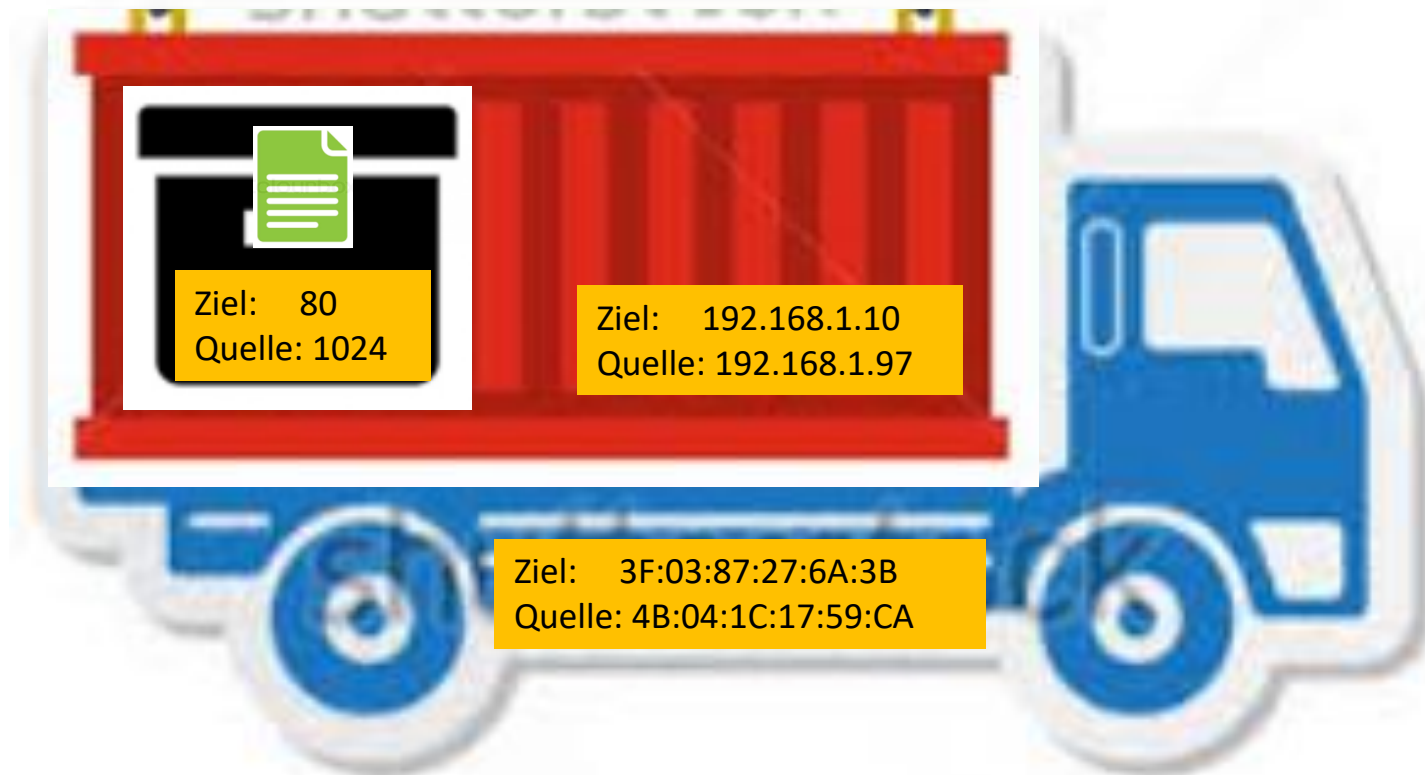 Ziel: 80
Quelle: 1024
Ziel: 192.168.1.10
Quelle: 192.168.1.97
Ziel: 3F:03:87:27:6A:3B
Quelle: 4B:04:1C:17:59:CA